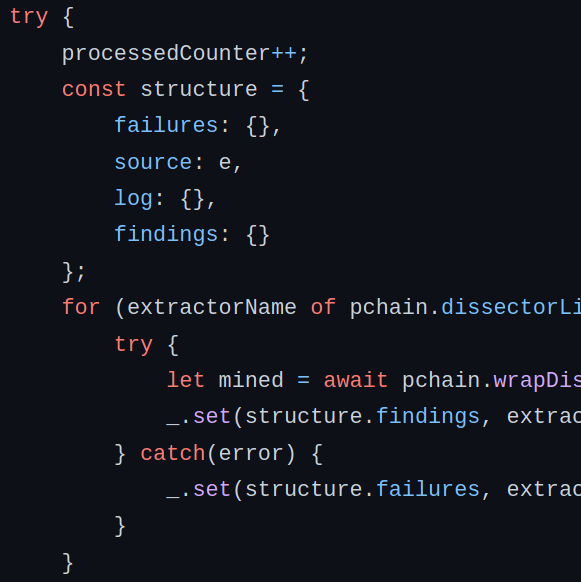 try {
    processedCounter++;
    const structure = {
        failures: {},
        source: e,
        log: {},
        findings: {}
    };
    for (extractorName of pchain.dissectorLi
        try {
            let mined = await pchain.wrapDis
            _.set(structure.findings, extrac
        } catch(error) {
            _.set(structure.failures, extrac
        }
    }